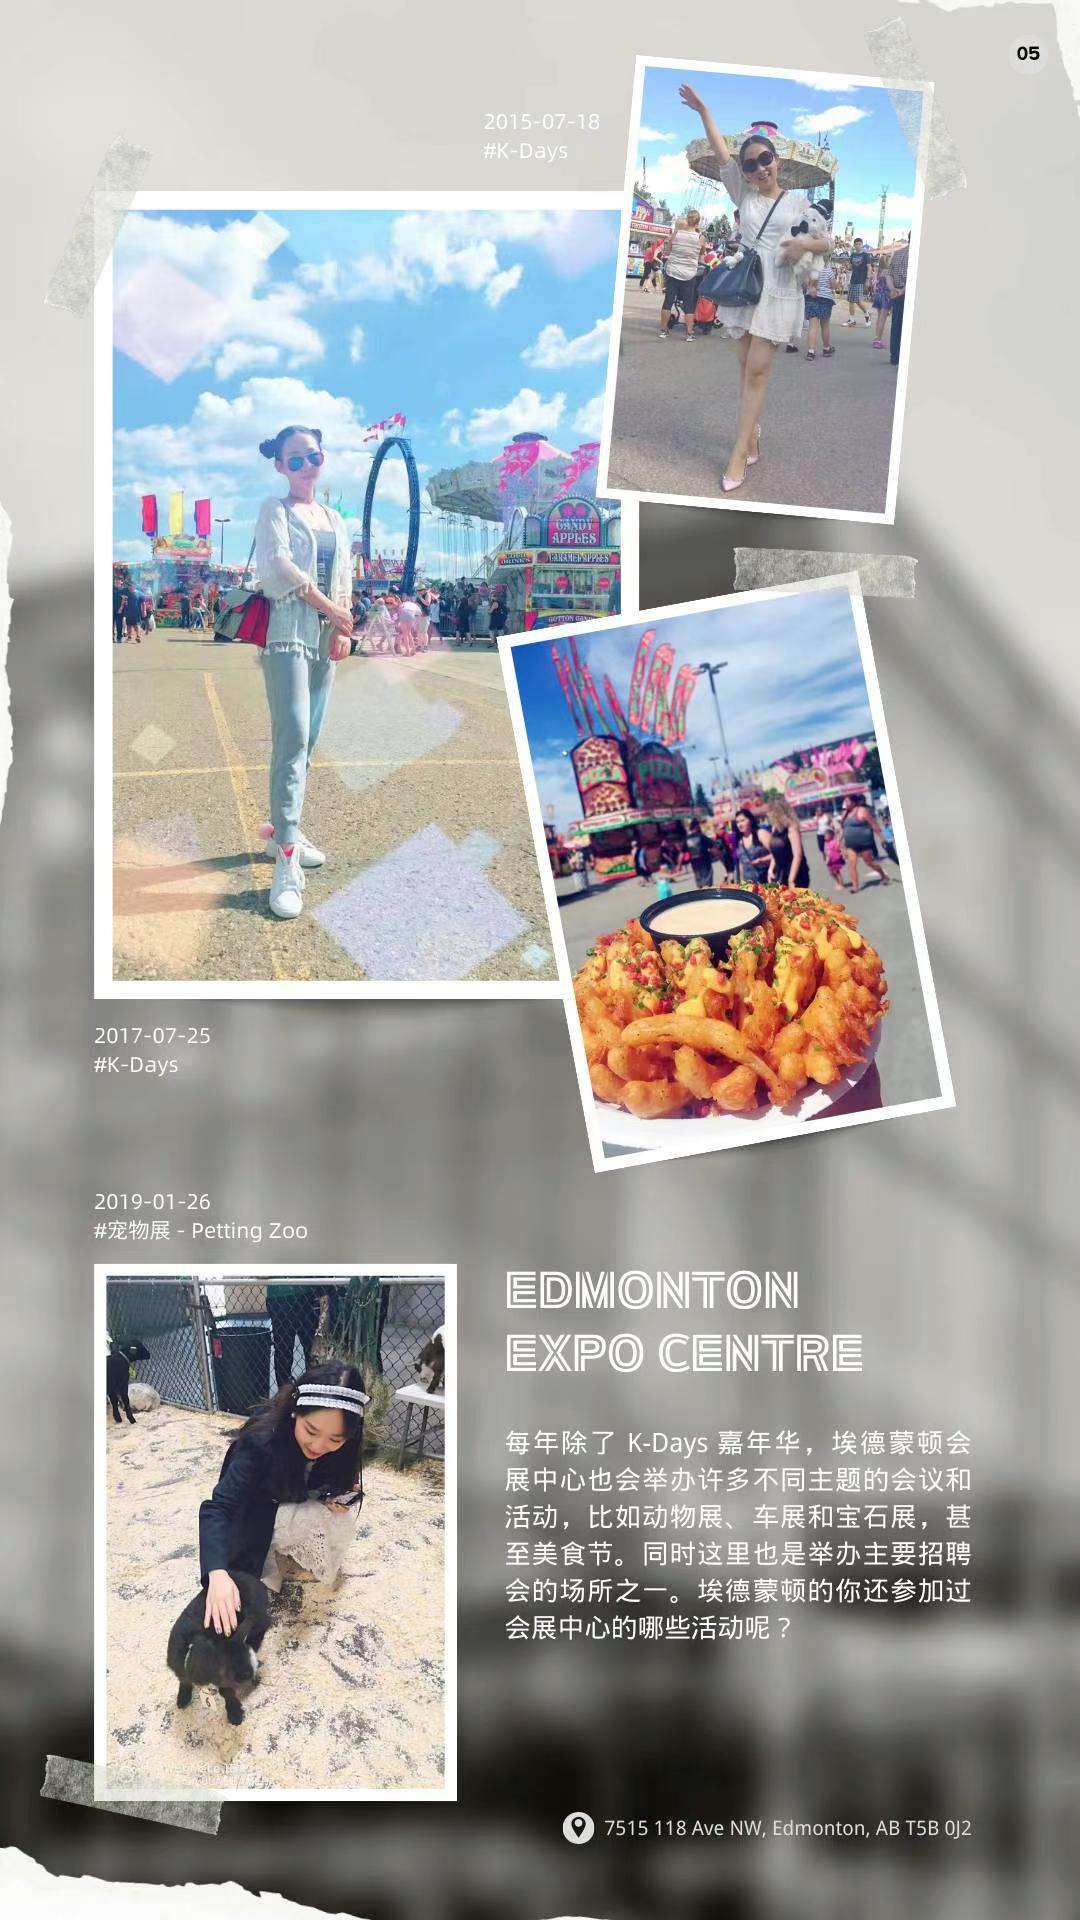 05
2015-07-18
#K-Days
CANDY
APPLES
CARAMEL APPLES
COLD
DRINKS
COTTON CANDY
PIZZA
PIZZA
2017-07-25
#K-Days
2019-01-26
#宠物展 - Petting Zoo
EDMONTON
EXPO CENTRE
每年除了 K-Days 嘉年华，埃德蒙顿会
展中心也会举办许多不同主题的会议和
活动，比如动物展、车展和宝石展，甚
至美食节。同时这里也是举办主要招聘
会的场所之一。埃德蒙顿的你还参加过
会展中心的哪些活动呢？
7515 118 Ave NW, Edmonton, AB T5B 0J2